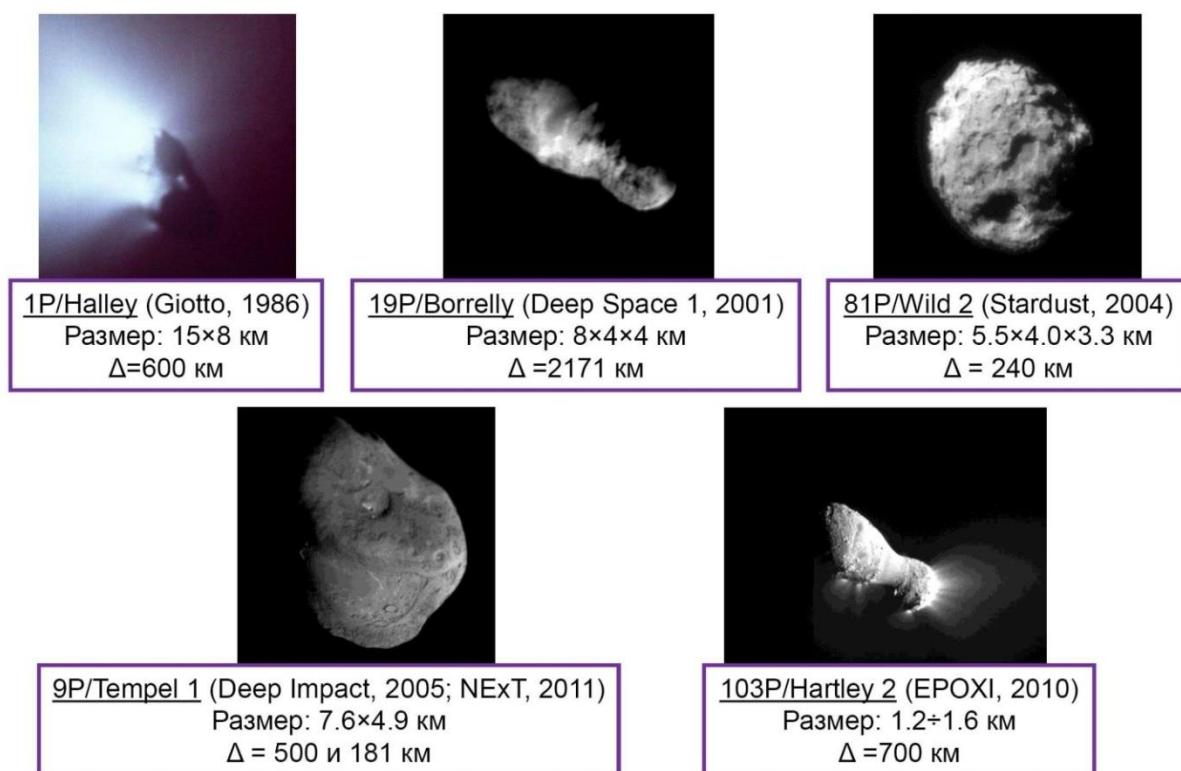 1P/Halley (Giotto, 1986)
Размер: 15×8 км
Δ=600 км
19P/Borrelly (Deep Space 1, 2001)
Размер: 8×4×4 км
Δ =2171 км
81P/Wild 2 (Stardust, 2004)
Размер: 5.5×4.0×3.3 км
Δ = 240 км
9P/Tempel 1 (Deep Impact, 2005; NExT, 2011)
Размер: 7.6×4.9 км
Δ = 500 и 181 км
103P/Hartley 2 (EPOXI, 2010)
Размер: 1.2÷1.6 км
Δ =700 км